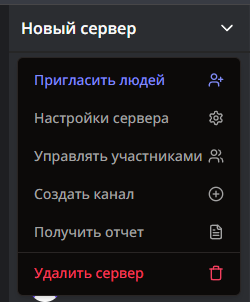 Новый сервер
Пригласить людей
Настройки сервера
Управлять участниками
Создать канал
Получить отчет
Удалить сервер